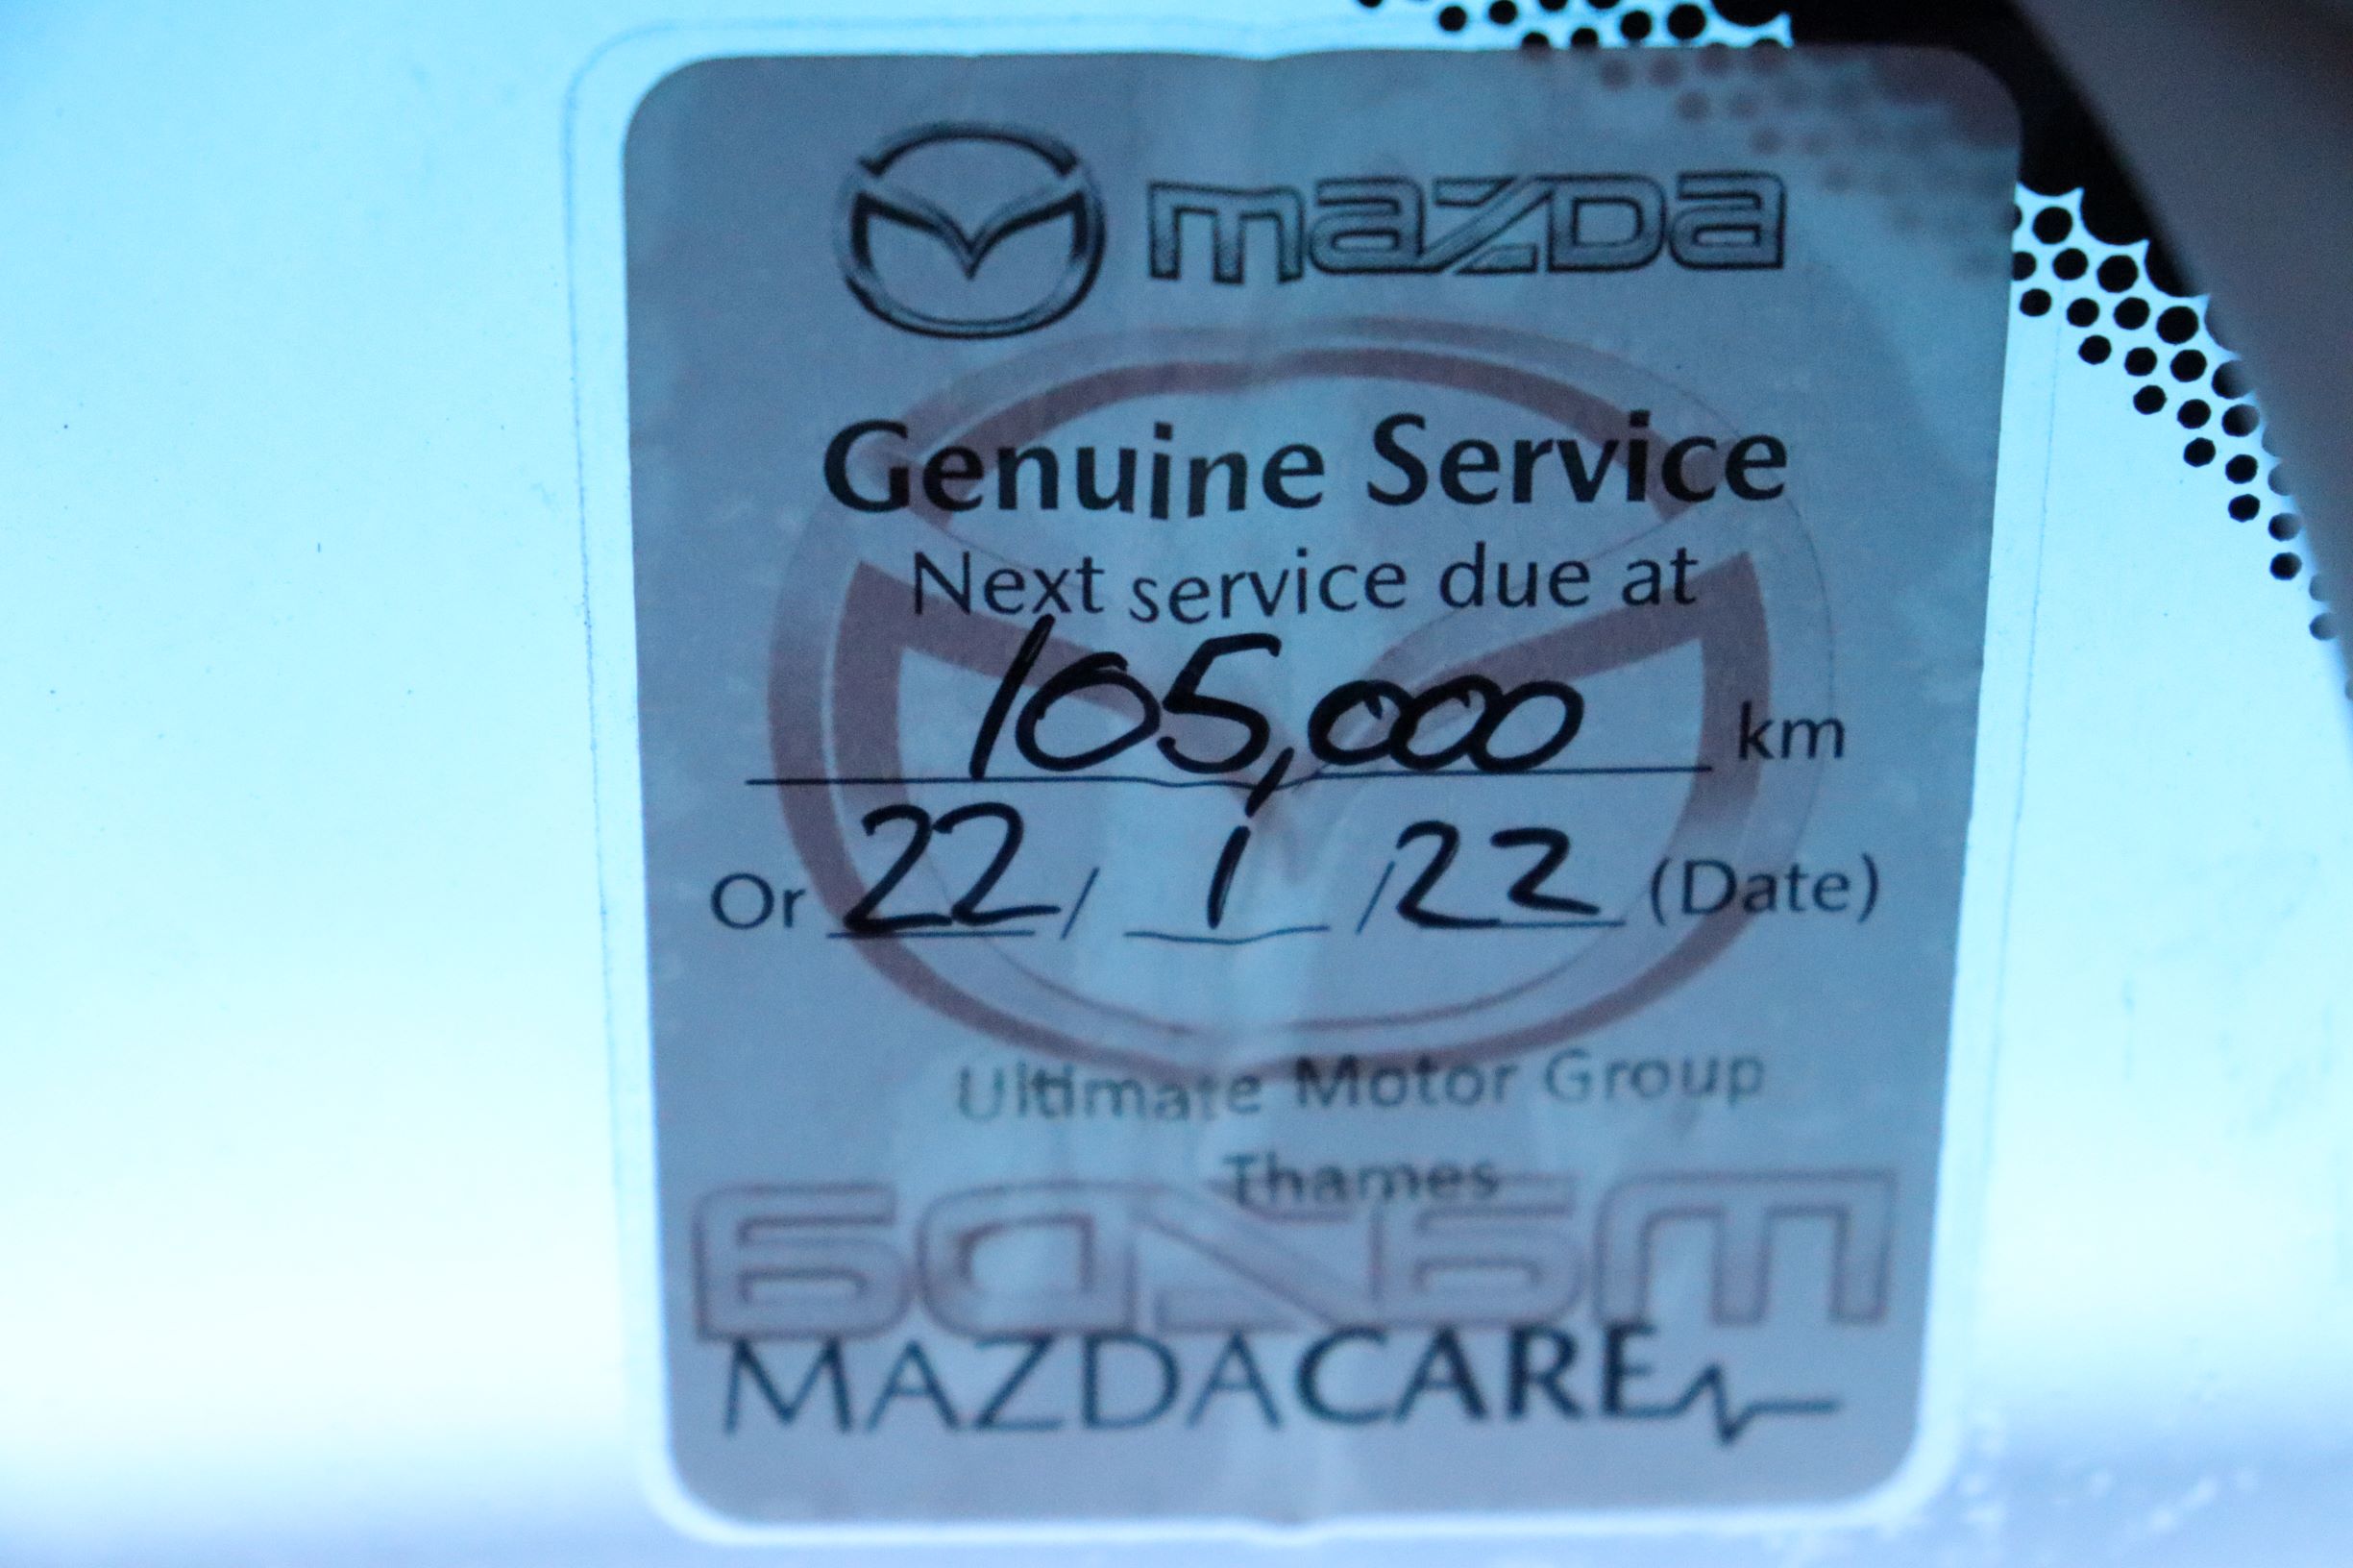 mazda
Genuine Service
Next service due at
105,000 km
Or 22/ 1 /22 (Date)
Ultimate Motor Group
Thames
mazda
MAZDACARE